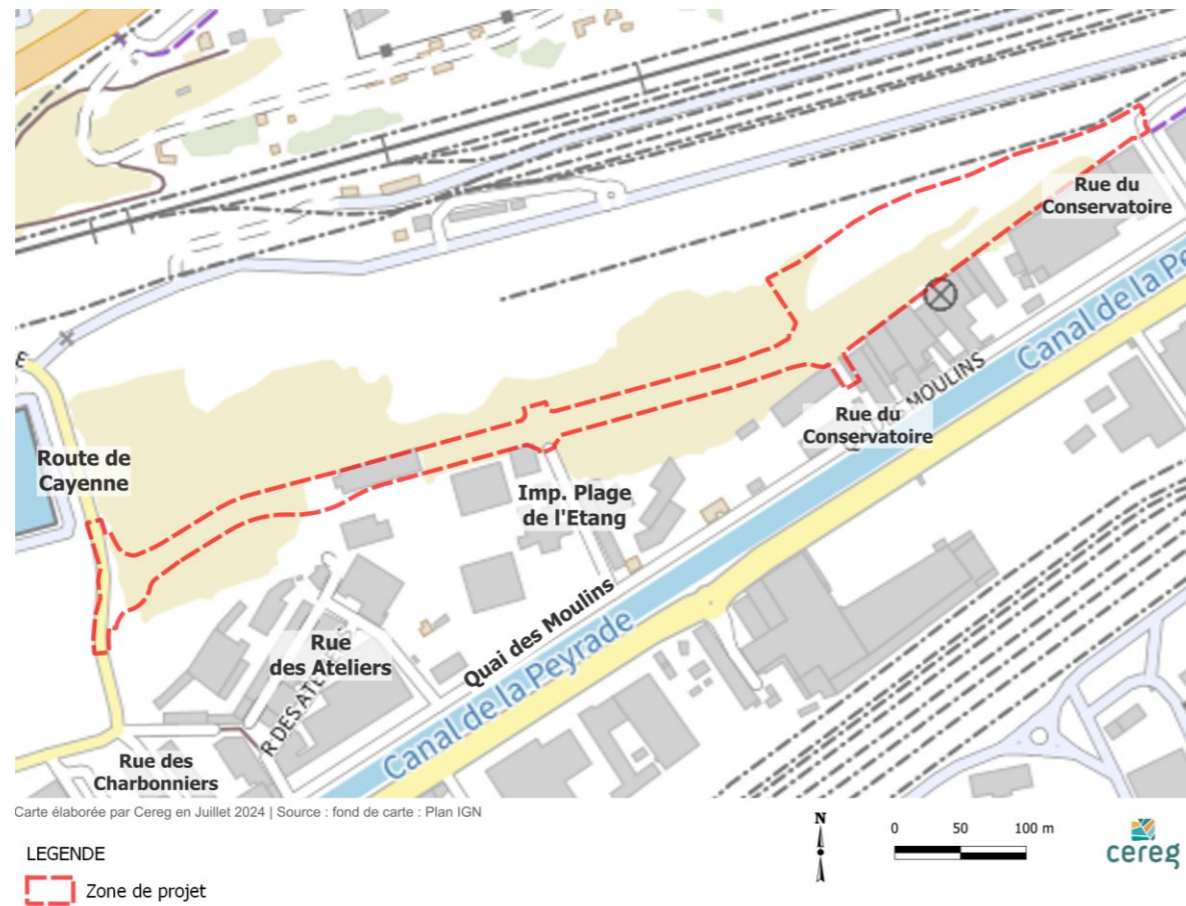 Rue du
Conservatoire
Canal de la Pe
MOULINS
Rue du
Conservatoire
E
Route de
Cayenne
Imp. Plage
de l'Etang
Quai des Moulins
Canal de la Peyrade
Rue
des Ateliers
R DES ATE
Rue des
Charbonniers
Carte élaborée par Cereg en Juillet 2024 | Source : fond de carte : Plan IGN
N
0 50 100 m
cereg
LEGENDE
Zone de projet